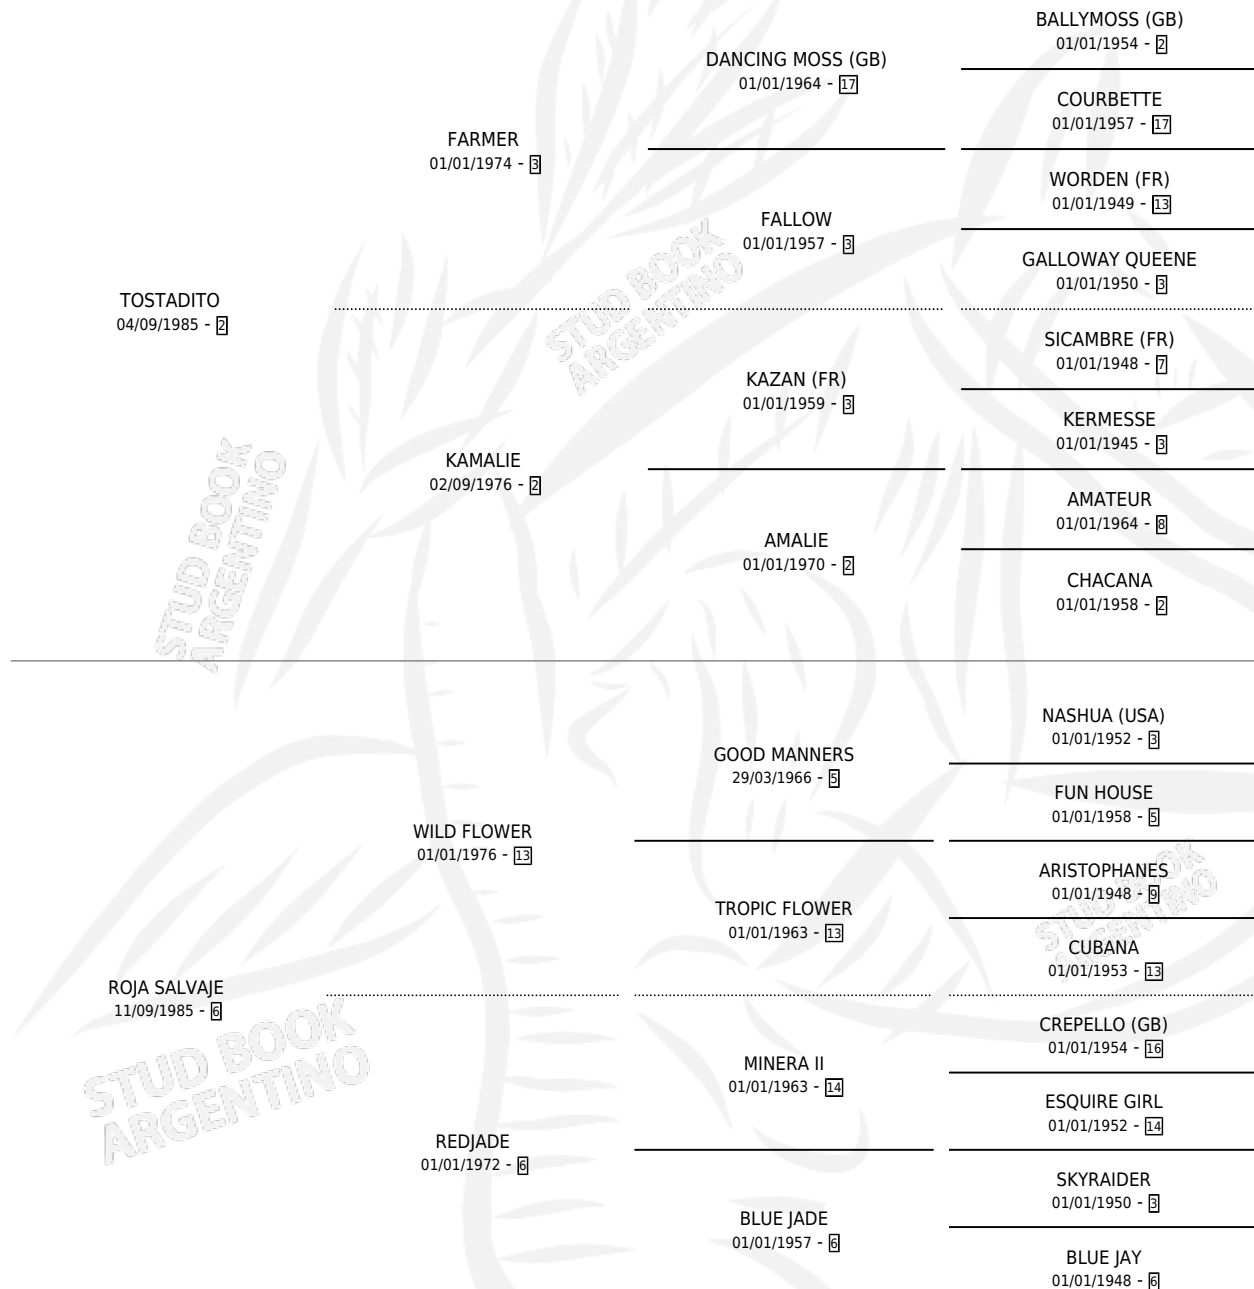 BALLYMOSS (GB)
01/01/1954 - 2
DANCING MOSS (GB)
01/01/1964 - 17
COURBETTE
01/01/1957 - 17
FARMER
01/01/1974 - 3
WORDEN (FR)
01/01/1949 - 13
FALLOW
01/01/1957 - 3
GALLOWAY QUEENE
01/01/1950 - 3
TOSTADITO
04/09/1985 - 2
SICAMBRE (FR)
01/01/1948 - 7
KAZAN (FR)
01/01/1959 - 3
KERMESSE
01/01/1945 - 3
KAMALIE
02/09/1976 - 2
AMATEUR
01/01/1964 - 8
AMALIE
01/01/1970 - 2
CHACANA
01/01/1958 - 2
STUD BOOK
ARGENTINO
STUD BOOK
ARGENTINO
NASHUA (USA)
01/01/1952 - 3
GOOD MANNERS
29/03/1966 - 5
FUN HOUSE
01/01/1958 - 5
WILD FLOWER
01/01/1976 - 13
ARISTOPHANES
01/01/1948 - 9
TROPIC FLOWER
01/01/1963 - 13
CUBANA
01/01/1953 - 13
STUD BOOK
ARGENTINO
ROJA SALVAJE
11/09/1985 - 6
CREPELLO (GB)
01/01/1954 - 16
MINERA II
01/01/1963 - 14
ESQUIRE GIRL
01/01/1952 - 14
REDJADE
01/01/1972 - 6
SKYRAIDER
01/01/1950 - 3
BLUE JADE
01/01/1957 - 6
BLUE JAY
01/01/1948 - 6
STUD BOOK
ARGENTINO